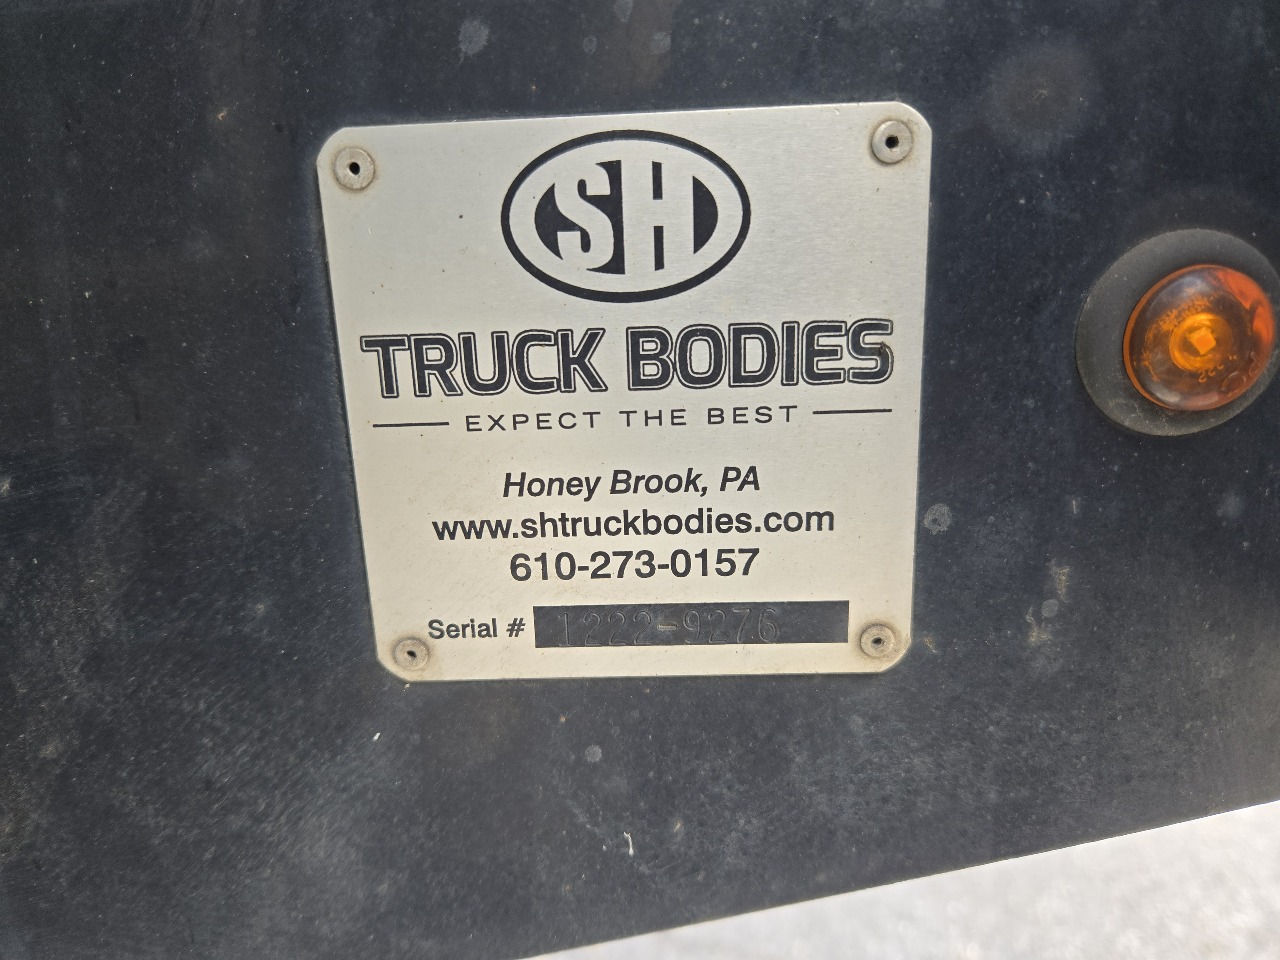 SH
TRUCK BODIES
EXPECT THE BEST
Honey Brook, PA
www.shtruckbodies.com
610-273-0157
Serial # 1222-9276